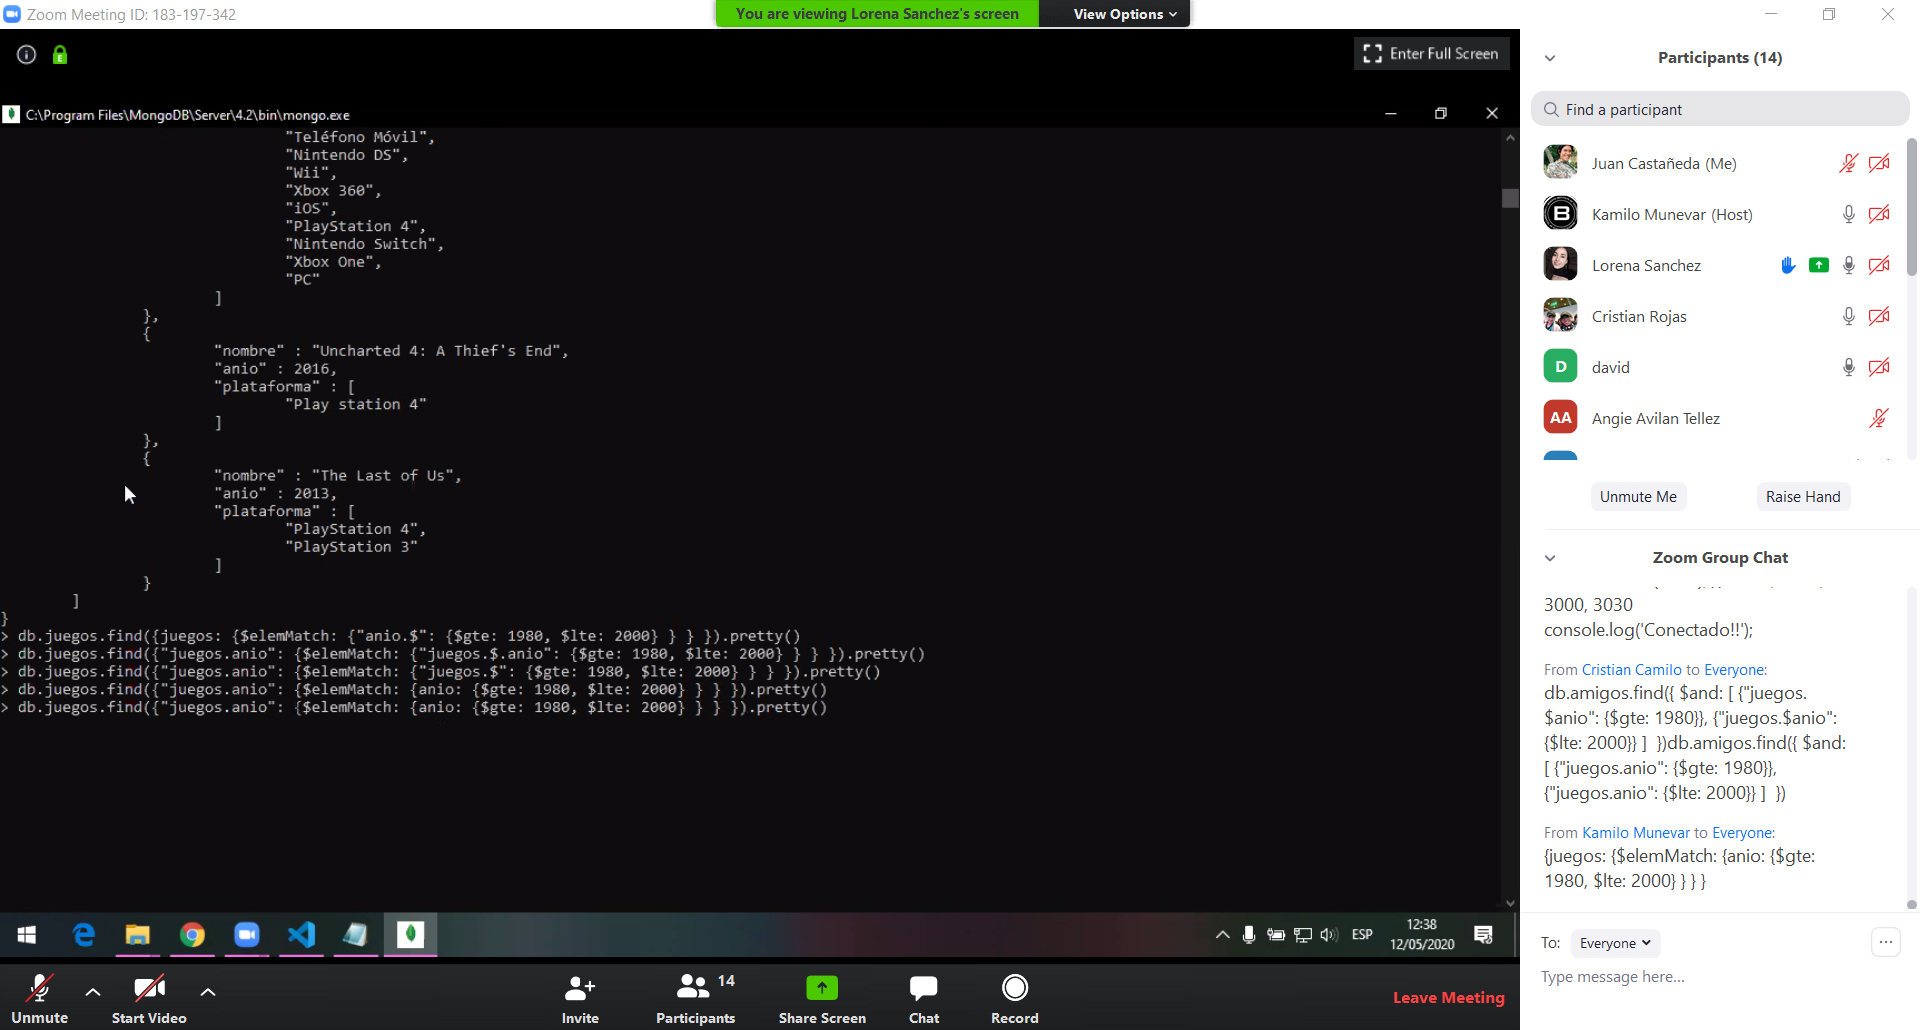 Zoom Meeting ID: 183-197-342
You are viewing Lorena Sanchez's screen
View Options
Enter Full Screen
C:\Program Files\MongoDB\Server\4.2\bin\mongo.exe
"Teléfono Móvil",
"Nintendo DS",
"Wii",
"Xbox 360",
"iOS",
"PlayStation 4",
"Nintendo Switch",
"Xbox One",
"PC"
]
},
{
"nombre" : "Uncharted 4: A Thief's End",
"anio" : 2016,
"plataforma" : [
"Play station 4"
]
},
{
"nombre" : "The Last of Us",
"anio" : 2013,
"plataforma" : [
"PlayStation 4",
"PlayStation 3"
]
}
]
}
> db.juegos.find({juegos: {$elemMatch: {"anio.$": {$gte: 1980, $lte: 2000} } } }).pretty()
> db.juegos.find({"juegos.anio": {$elemMatch: {"juegos.$.anio": {$gte: 1980, $lte: 2000} } } }).pretty()
> db.juegos.find({"juegos.anio": {$elemMatch: {"juegos.$": {$gte: 1980, $lte: 2000} } } }).pretty()
> db.juegos.find({"juegos.anio": {$elemMatch: {anio: {$gte: 1980, $lte: 2000} } } }).pretty()
> db.juegos.find({"juegos.anio": {$elemMatch: {anio: {$gte: 1980, $lte: 2000} } } }).pretty()
ESP
12:38
12/05/2020
Unmute
Start Video
Invite
14
Participants
Share Screen
Chat
Record
Leave Meeting
Participants (14)
Find a participant
Juan Castañeda (Me)
B
Kamilo Munevar (Host)
Lorena Sanchez
Cristian Rojas
D
david
AA
Angie Avilan Tellez
Unmute Me
Raise Hand
Zoom Group Chat
3000, 3030
console.log('Conectado!!');
From Cristian Camilo to Everyone:
db.amigos.find({ $and: [ {"juegos.
$anio": {$gte: 1980}}, {"juegos.$anio":
{$lte: 2000}} ]  })db.amigos.find({ $and:
[ {"juegos.anio": {$gte: 1980}},
{"juegos.anio": {$lte: 2000}} ]  })
From Kamilo Munevar to Everyone:
{juegos: {$elemMatch: {anio: {$gte:
1980, $lte: 2000} } } }
To: Everyone
Type message here...